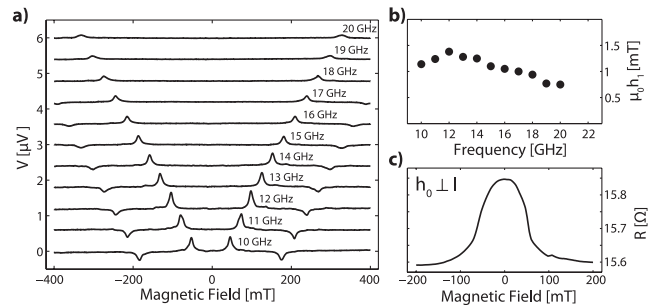 a)
20 GHz
19 GHz
18 GHz
17 GHz
16 GHz
15 GHz
14 GHz
13 GHz
12 GHz
11 GHz
10 GHz
6
5
4
3
2
1
0
V [μV]
−400 −200 0 200 400
Magnetic Field [mT]
b)
1.5
1.0
0
μ₀h₁ [mT]
10 12 14 16 18 20 22
Frequency [GHz]
c)
h₀ ⊥ I
15.8
15.7
15.6
R [Ω]
−200 −100 0 100 200
Magnetic Field [mT]